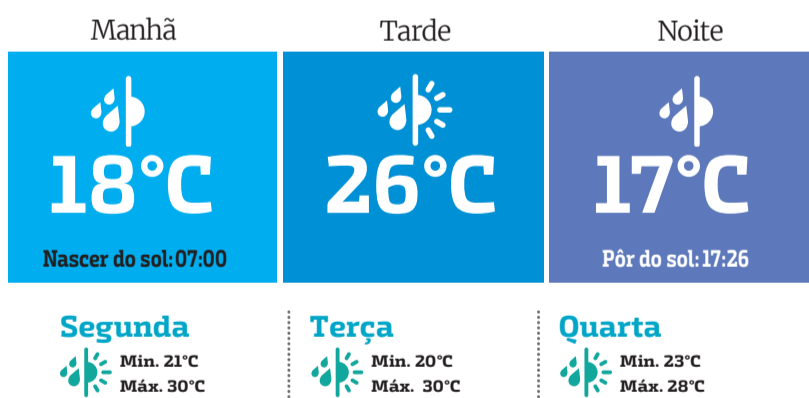 Manhã
Tarde
Noite
18°C
26°C
17°C
Nascer do sol: 07:00
Pôr do sol: 17:26
Segunda
Terça
Quarta
Min. 21°C
Máx. 30°C
Min. 20°C
Máx. 30°C
Min. 23°C
Máx. 28°C